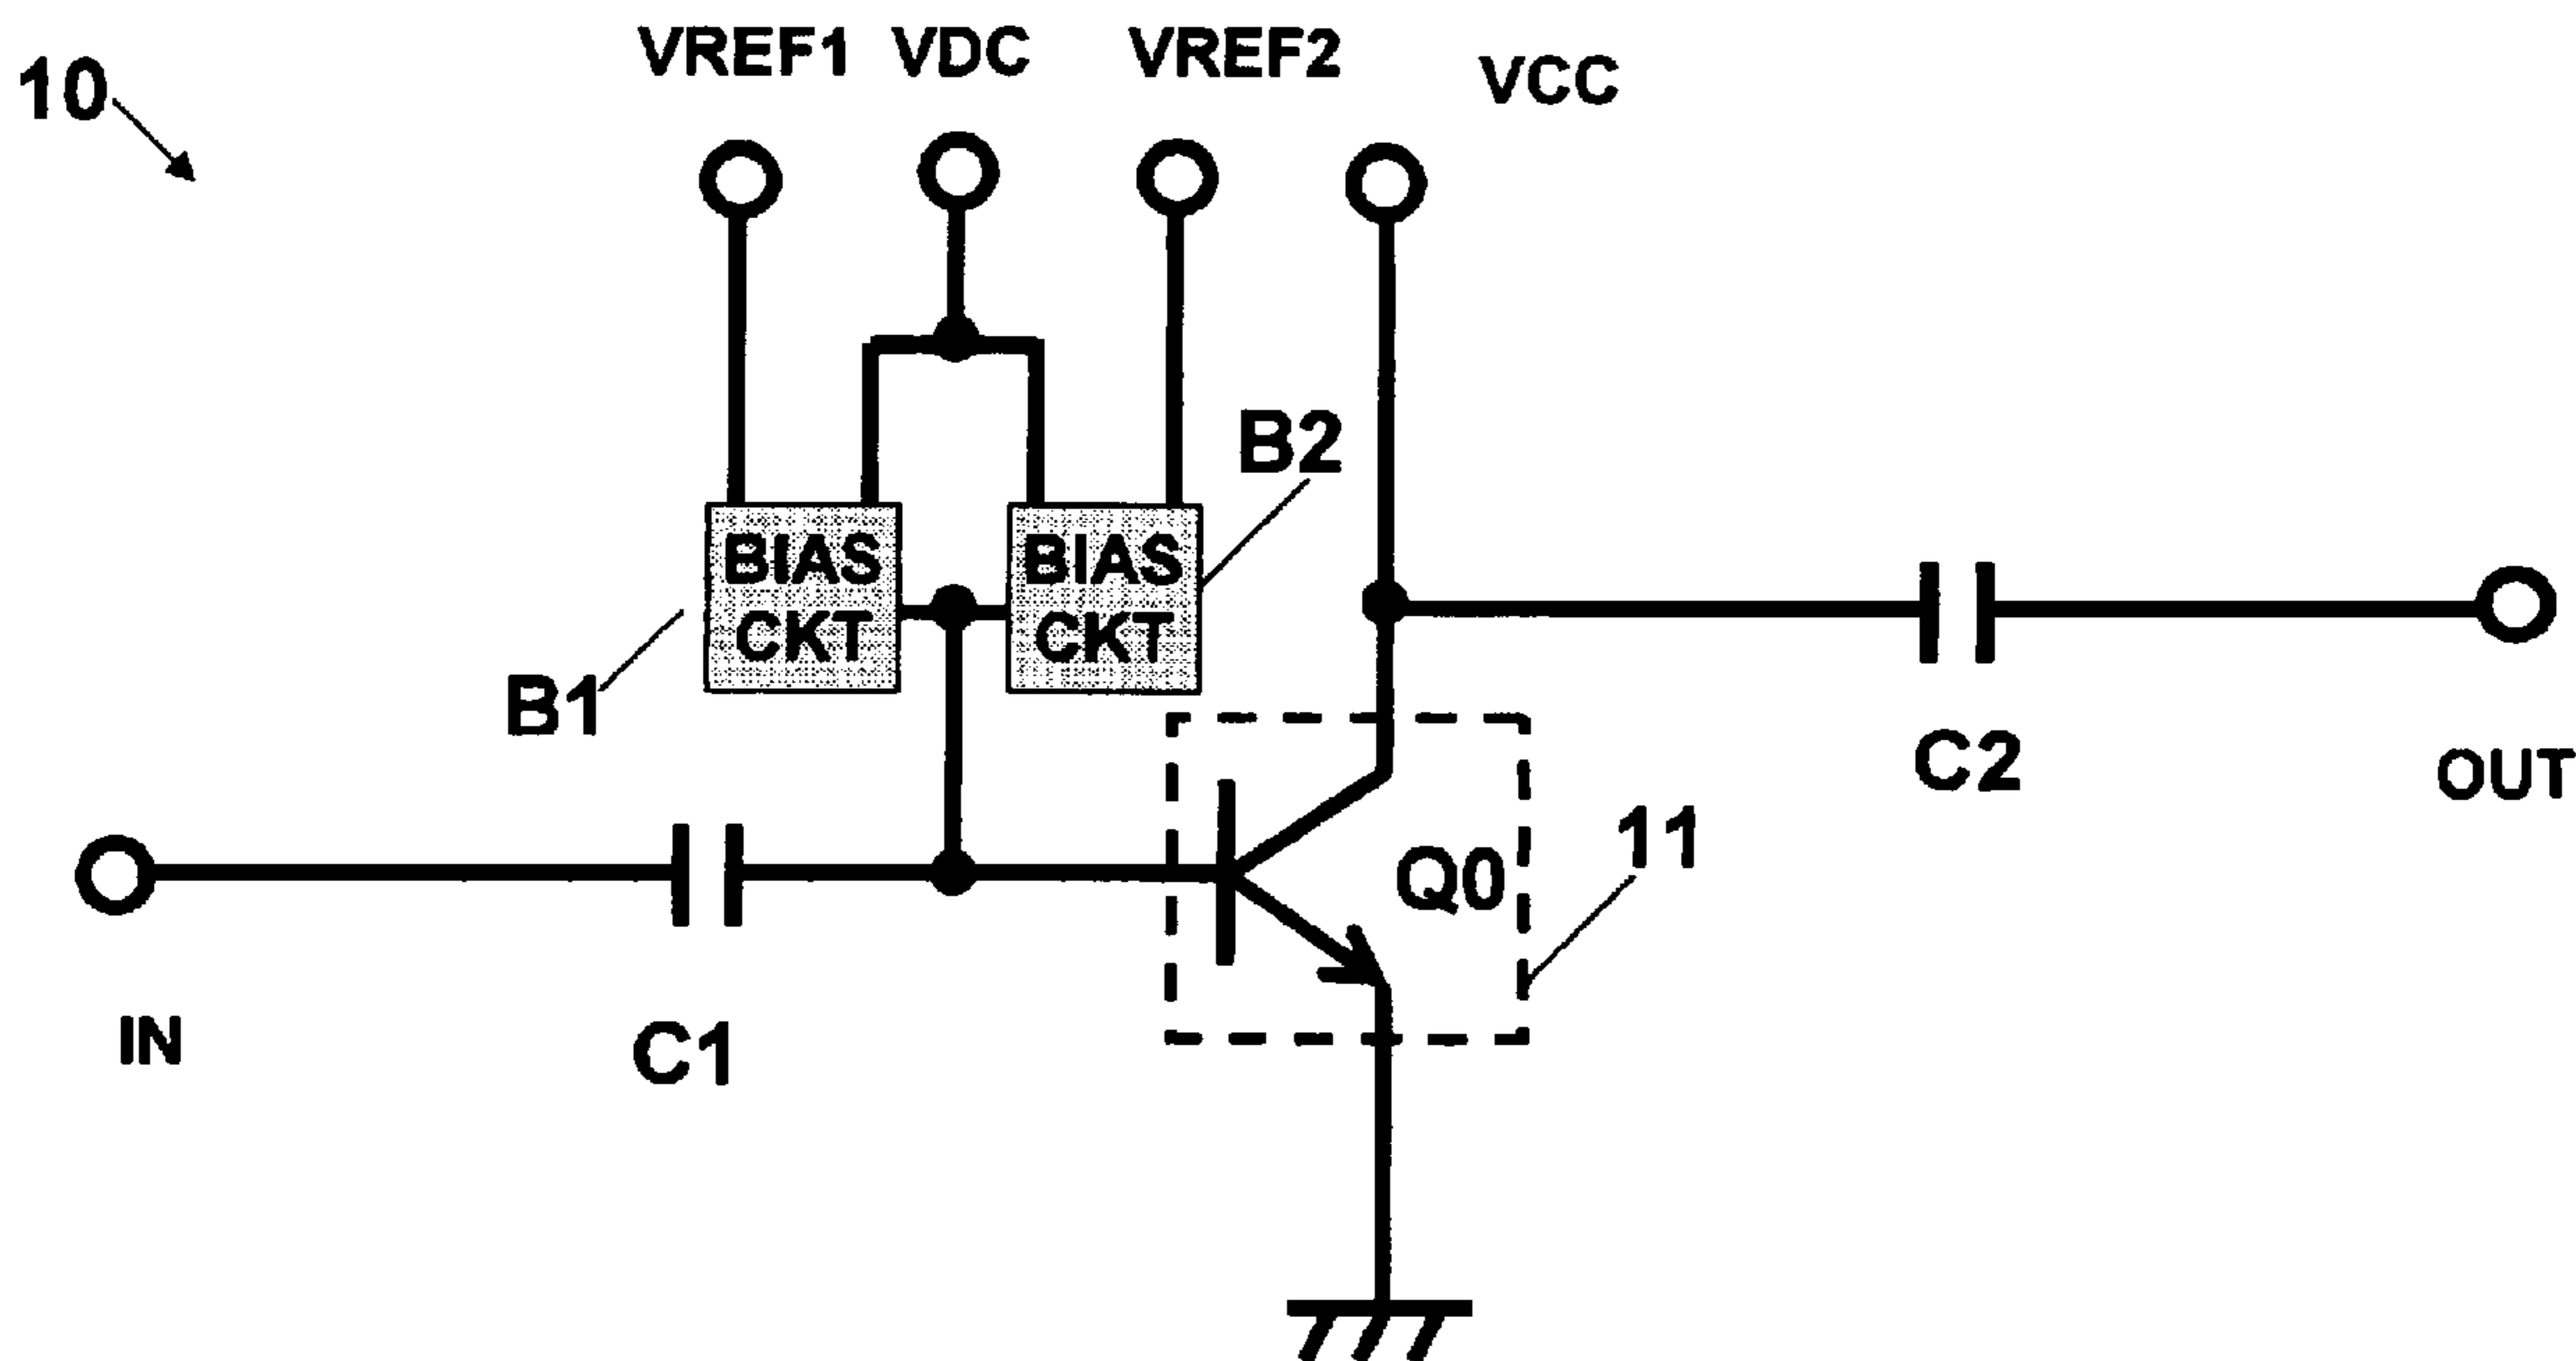 VREF1 VDC VREF2 VCC
10
B2
BIAS CKT
BIAS CKT
B1
C2
OUT
Q0
11
IN
C1